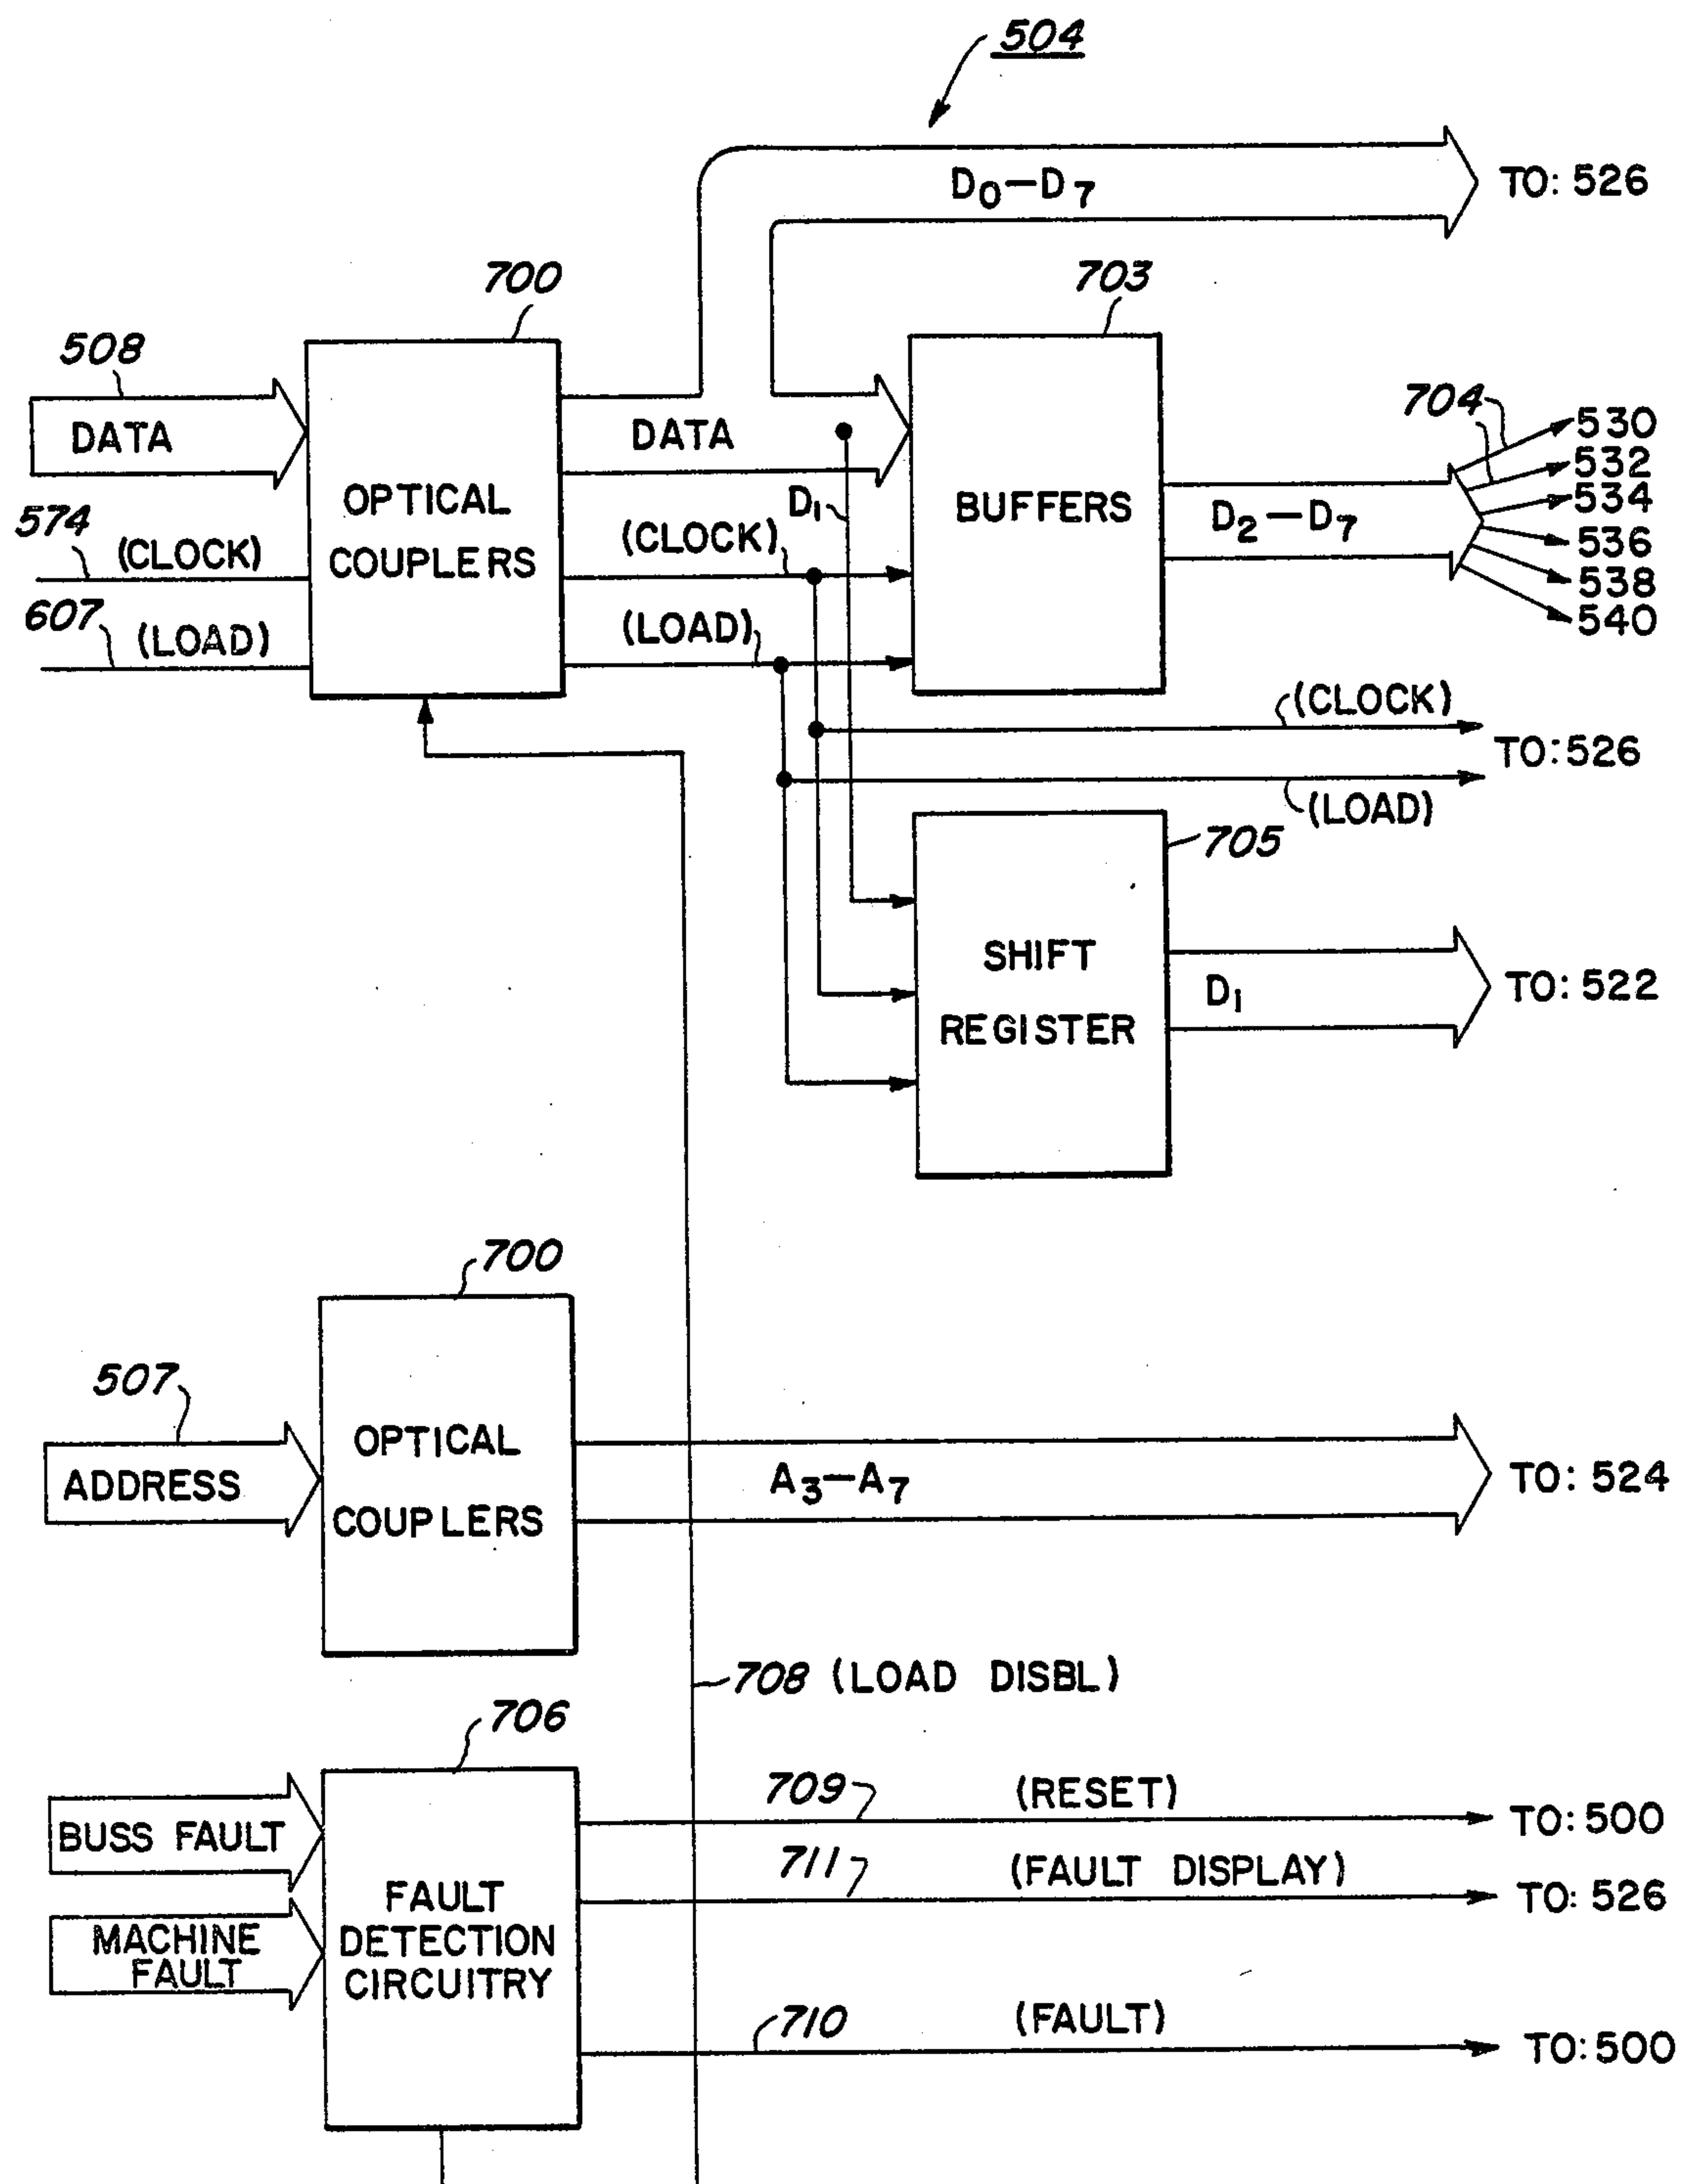 504
D0-D7
TO: 526
700
703
508
DATA
DATA
704
530
532
534
536
538
540
OPTICAL
COUPLERS
BUFFERS
D1
D2-D7
574
(CLOCK)
(CLOCK)
607
(LOAD)
(LOAD)
(CLOCK)
TO: 526
(LOAD)
705
SHIFT
REGISTER
D1
TO: 522
700
507
ADDRESS
OPTICAL
COUPLERS
A3-A7
TO: 524
708 (LOAD DISBL)
706
BUSS FAULT
MACHINE
FAULT
FAULT
DETECTION
CIRCUITRY
709
(RESET)
TO: 500
711
(FAULT DISPLAY)
TO: 526
710
(FAULT)
TO: 500